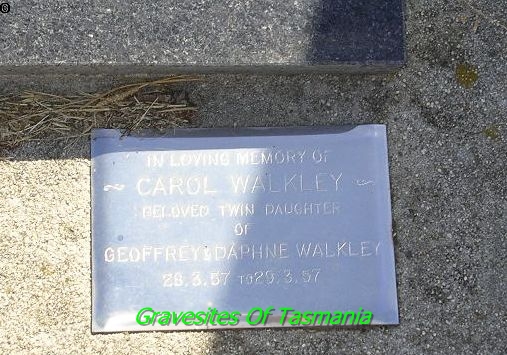 IN LOVING MEMORY OF
~ CAROL WALKLEY ~
BELOVED TWIN DAUGHTER
OF
GEOFFREY & DAPHNE WALKLEY
28.3.57 TO 29.3.57
Gravesites Of Tasmania